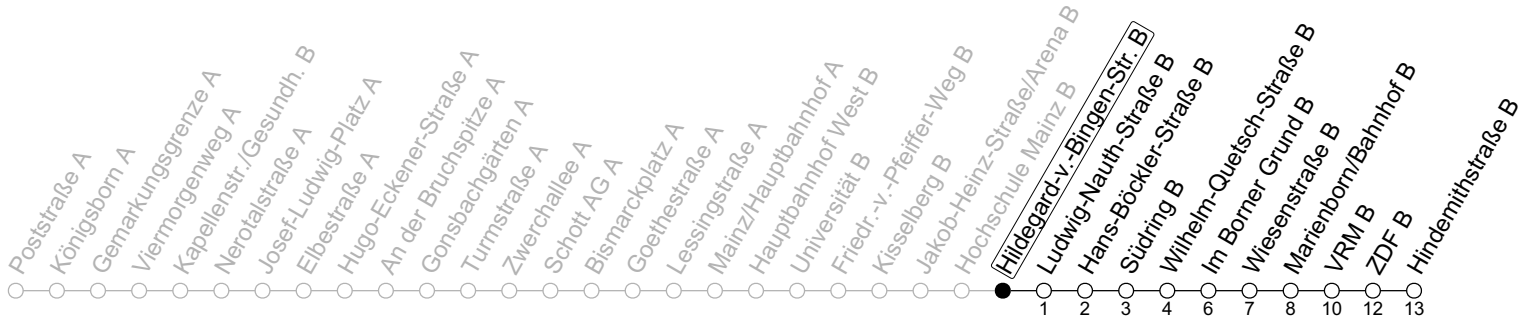 Poststraße A
Königsborn A
Gemarkungsgrenze A
Viermorgenweg A
Kapellenstr./Gesundh. B
Nerotalstraße A
Josef-Ludwig-Platz A
Elbestraße A
Hugo-Eckener-Straße A
An der Bruchspitze A
Gonsbachgärten A
Turmstraße A
Zwerchallee A
Schott AG A
Bismarckplatz A
Goethestraße A
Lessingstraße A
Mainz/Hauptbahnhof A
Hauptbahnhof West B
Universität B
Friedr.-v.-Pfeiffer-Weg B
Kisselberg B
Jakob-Heinz-Straße/Arena B
Hochschule Mainz B
Hildegard-v.-Bingen-Str. B
Ludwig-Nauth-Straße B
Hans-Böckler-Straße B
Südring B
Wilhelm-Quetsch-Straße B
Im Borner Grund B
Wiesenstraße B
Marienborn/Bahnhof B
VRM B
ZDF B
Hindemithstraße B
1 2 3 4 6 7 8 10 12 13